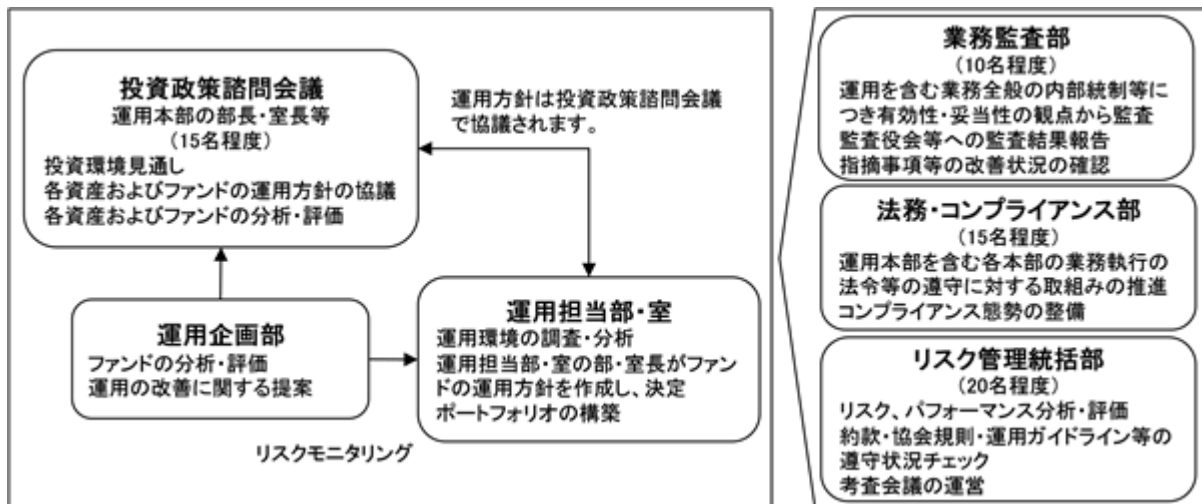 投資政策諮問会議
運用本部の部長・室長等
(15名程度)
投資環境見通し
各資産およびファンドの運用方針の協議
各資産およびファンドの分析・評価
運用方針は投資政策諮問会議
で協議されます。
運用企画部
ファンドの分析・評価
運用の改善に関する提案
運用担当部・室
運用環境の調査・分析
運用担当部・室の部・室長がファン
ドの運用方針を作成し、決定
ポートフォリオの構築
リスクモニタリング
業務監査部
(10名程度)
運用を含む業務全般の内部統制等に
つき有効性・妥当性の観点から監査
監査役会等への監査結果報告
指摘事項等の改善状況の確認
法務・コンプライアンス部
(15名程度)
運用本部を含む各本部の業務執行の
法令等の遵守に対する取組みの推進
コンプライアンス態勢の整備
リスク管理統括部
(20名程度)
リスク、パフォーマンス分析・評価
約款・協会規則・運用ガイドライン等の
遵守状況チェック
考査会議の運営